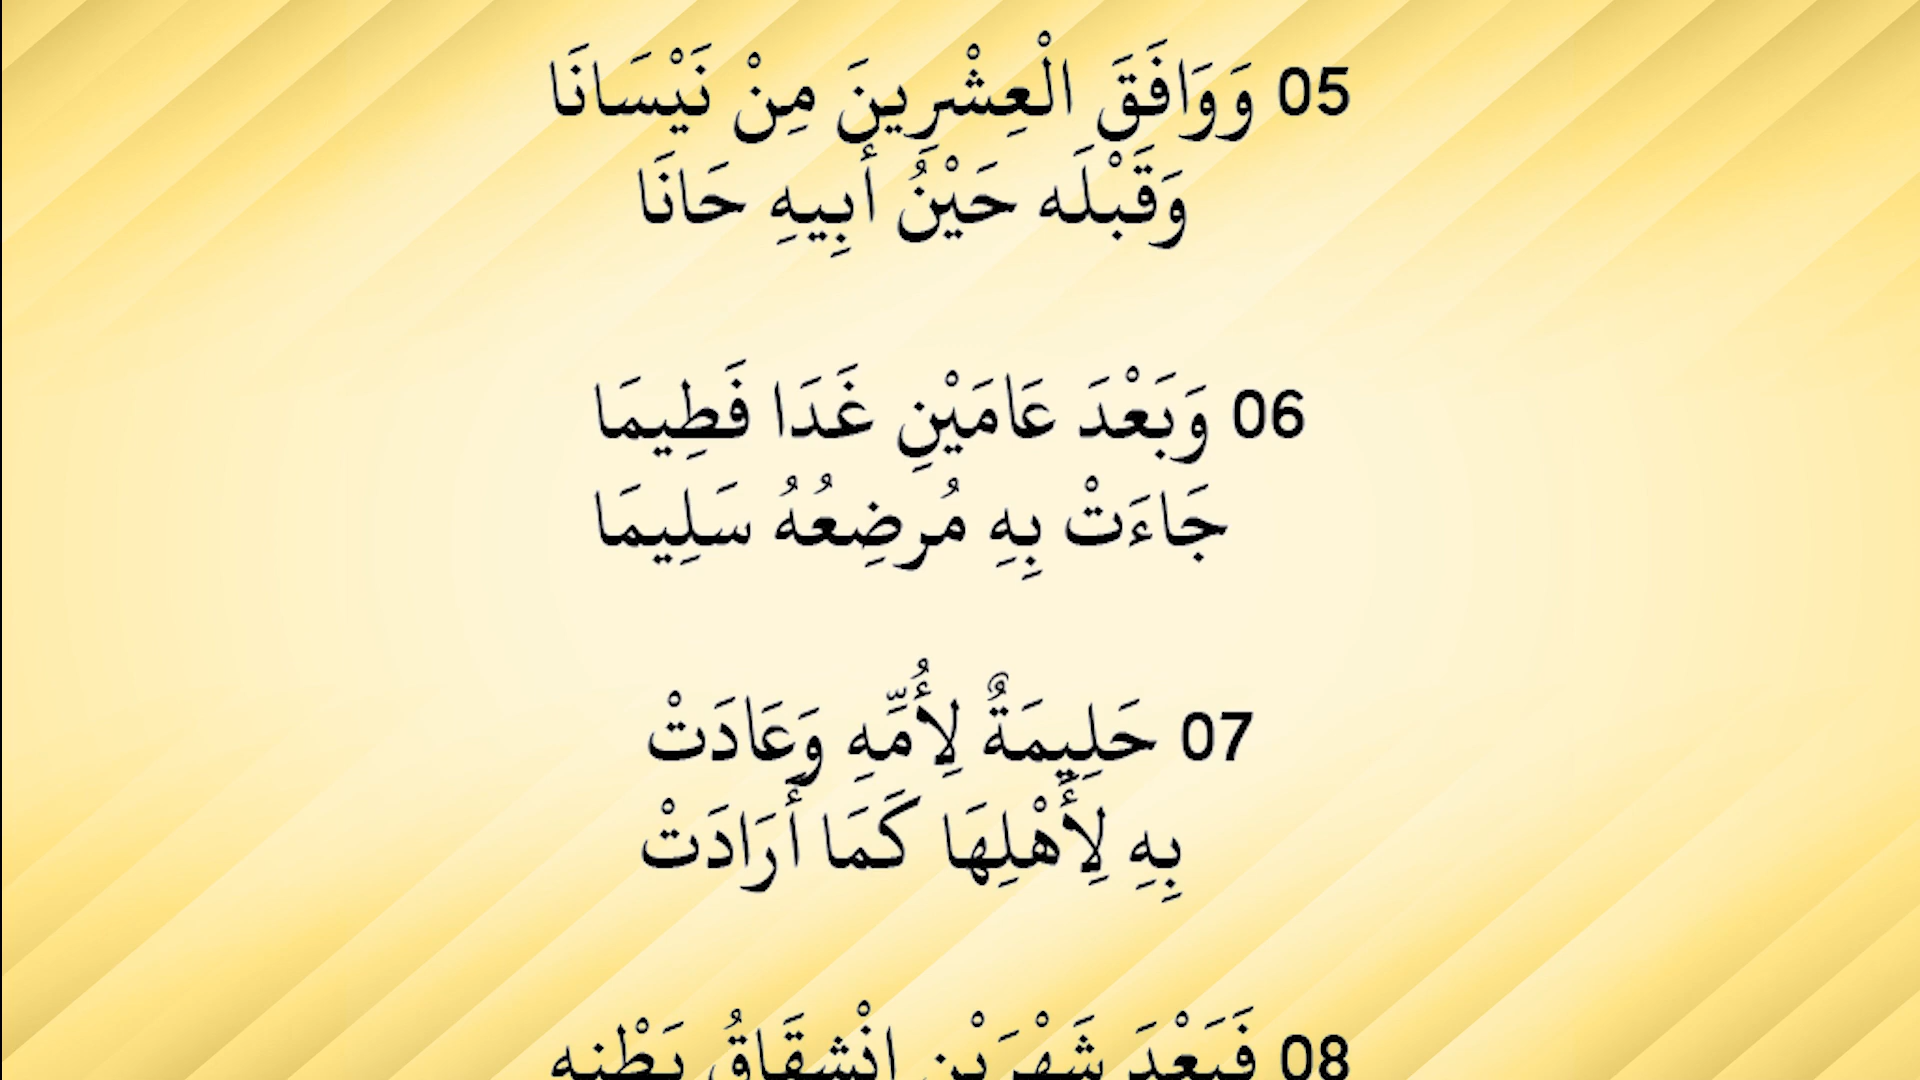 05 وَوَافَقَ الْعِشْرِينَ مِنْ نَيْسَانَا
وَقَبْلَه حَيْنُ أَبِيهِ حَانَا
06 وَبَعْدَ عَامَيْنِ غَدَا فَطِيمَا
جَاءَتْ بِهِ مُرضِعُهُ سَلِيمَا
07 حَلِيمَةٌ لِأُمِّهِ وَعَادَتْ
بِهِ لِأَهْلِهَا كَمَا أَرَادَتْ
08 فَبَعْدَ شَهْرَيْنِ انْشِقَاقُ بَطْنِهِ